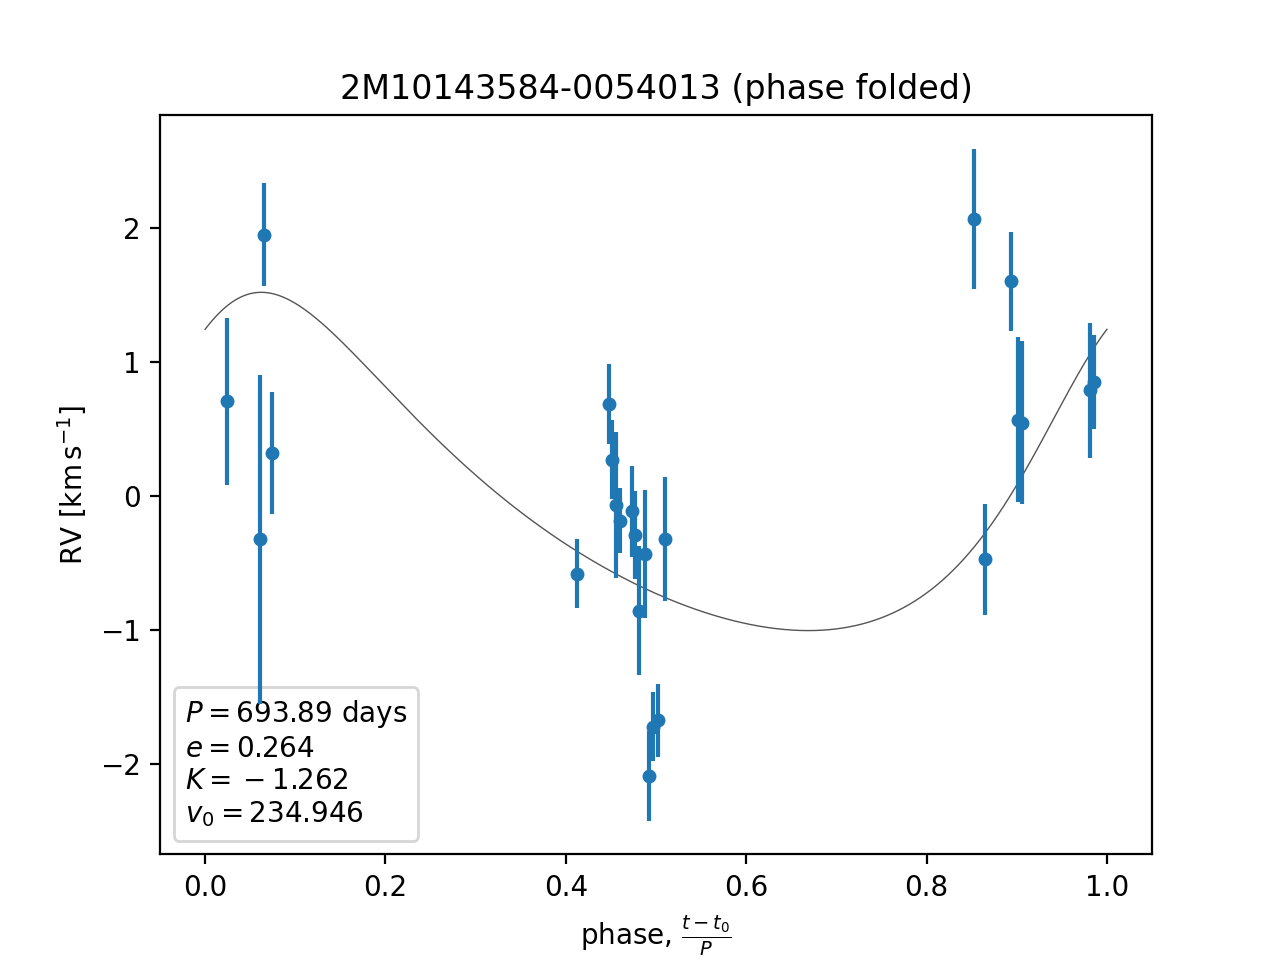 2M10143584-0054013 (phase folded)
RV [km s⁻¹]
2
1
0
−1
−2
P = 693.89 days
e = 0.264
K = −1.262
v₀ = 234.946
0.0 0.2 0.4 0.6 0.8 1.0
phase, (t − t₀)/P